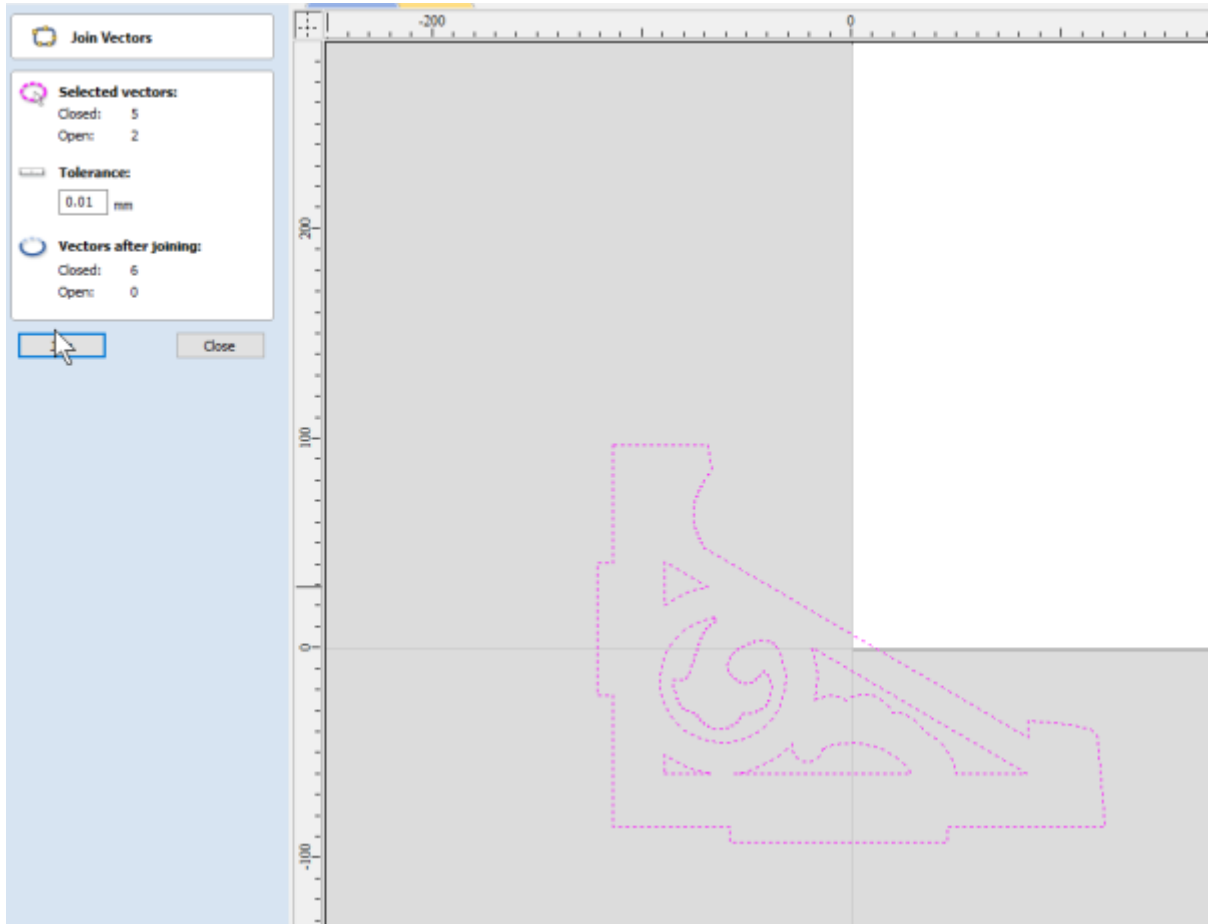 Join Vectors
Selected vectors:
Closed: 5
Open: 2
Tolerance:
0.01 mm
Vectors after joining:
Closed: 6
Open: 0
Close
-200 0
200
100
0
-100